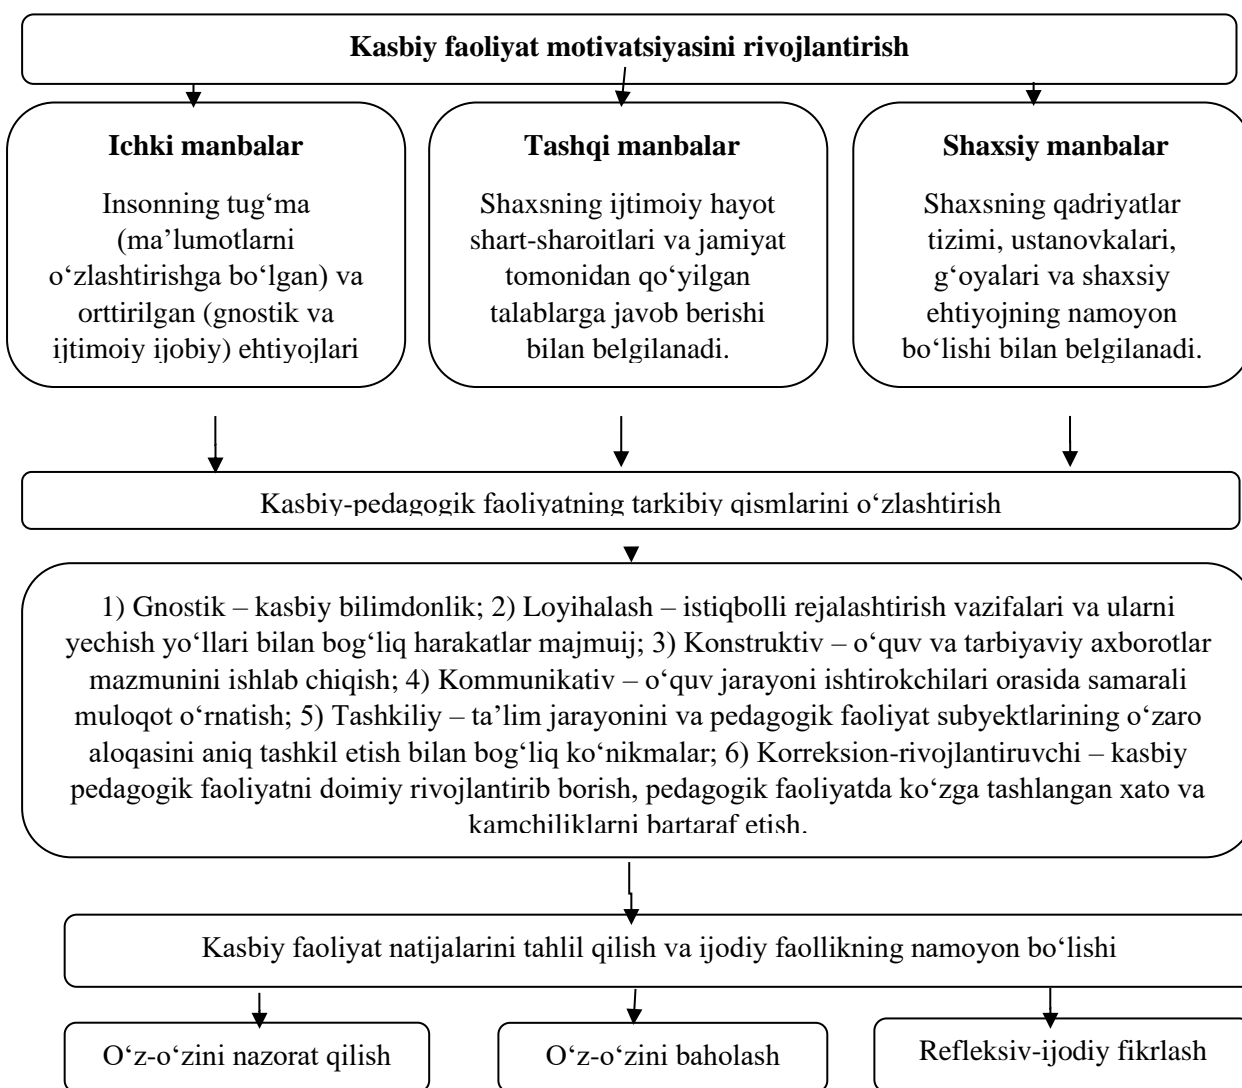 Kasbiy faoliyat motivatsiyasini rivojlantirish
Ichki manbalar
Insonning tug‘ma
(ma’lumotlarni
o‘zlashtirishga bo‘lgan) va
orttirilgan (gnostik va
ijtimoiy ijobiy) ehtiyojlari
Tashqi manbalar
Shaxsning ijtimoiy hayot
shart-sharoitlari va jamiyat
tomonidan qo‘yilgan
talablarga javob berishi
bilan belgilanadi.
Shaxsiy manbalar
Shaxsning qadriyatlar
tizimi, ustanovkalari,
g‘oyalari va shaxsiy
ehtiyojning namoyon
bo‘lishi bilan belgilanadi.
Kasbiy-pedagogik faoliyatning tarkibiy qismlarini o‘zlashtirish
1) Gnostik – kasbiy bilimdonlik; 2) Loyihalash – istiqbolli rejalashtirish vazifalari va ularni
yechish yo‘llari bilan bog‘liq harakatlar majmuij; 3) Konstruktiv – o‘quv va tarbiyaviy axborotlar
mazmunini ishlab chiqish; 4) Kommunikativ – o‘quv jarayoni ishtirokchilari orasida samarali
muloqot o‘rnatish; 5) Tashkiliy – ta’lim jarayonini va pedagogik faoliyat subyektlarining o‘zaro
aloqasini aniq tashkil etish bilan bog‘liq ko‘nikmalar; 6) Korreksion-rivojlantiruvchi – kasbiy
pedagogik faoliyatni doimiy rivojlantirib borish, pedagogik faoliyatda ko‘zga tashlangan xato va
kamchiliklarni bartaraf etish.
Kasbiy faoliyat natijalarini tahlil qilish va ijodiy faollikning namoyon bo‘lishi
O‘z-o‘zini nazorat qilish
O‘z-o‘zini baholash
Refleksiv-ijodiy fikrlash